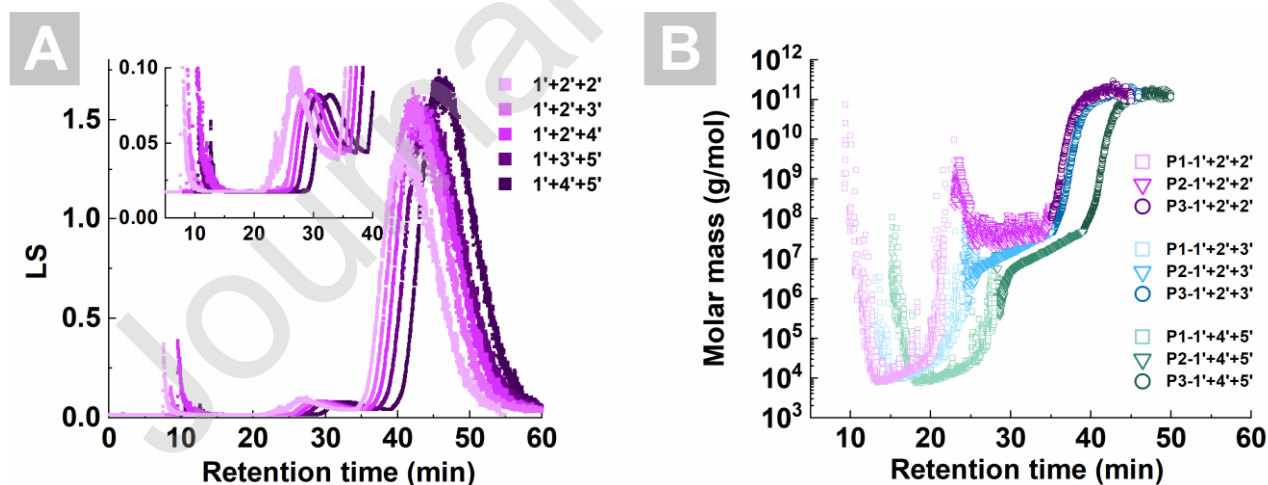 A
LS
1.5
1.0
0.5
0.0
0 10 20 30 40 50 60
Retention time (min)
0.10
0.05
0.00
10 20 30 40
1'+2'+2'
1'+2'+3'
1'+2'+4'
1'+3'+5'
1'+4'+5'
Journal
B
Molar mass (g/mol)
10¹²
10¹¹
10¹⁰
10⁹
10⁸
10⁷
10⁶
10⁵
10⁴
10³
10 20 30 40 50 60
Retention time (min)
P1-1'+2'+2'
P2-1'+2'+2'
P3-1'+2'+2'
P1-1'+2'+3'
P2-1'+2'+3'
P3-1'+2'+3'
P1-1'+4'+5'
P2-1'+4'+5'
P3-1'+4'+5'